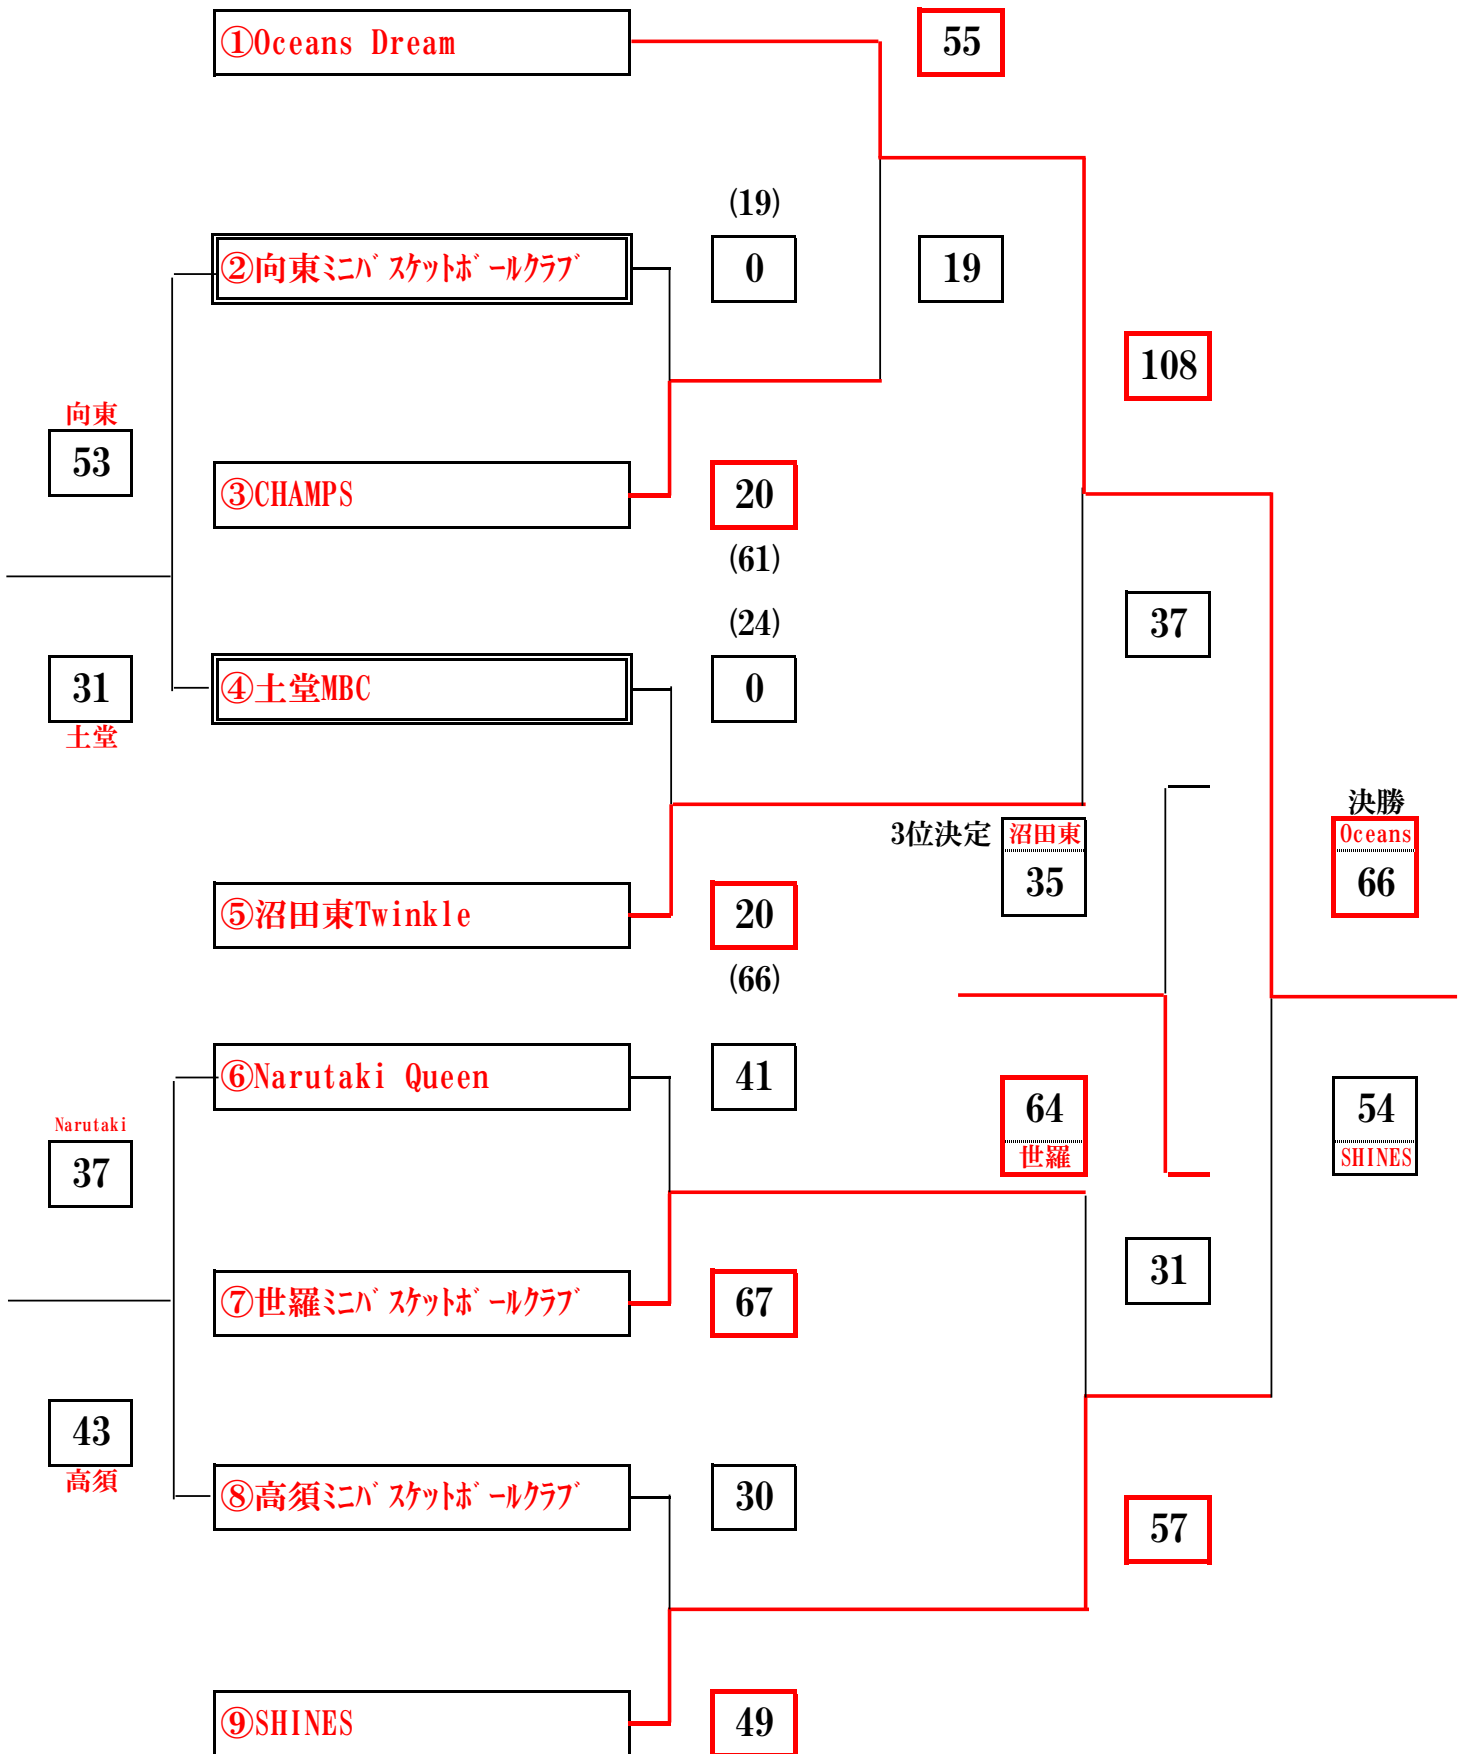 ①Oceans Dream
55
(19)
②向東ミニバスケットボールクラブ
0
19
108
向東
53
③CHAMPS
20
(61)
(24)
37
31
土堂
④土堂MBC
0
決勝
3位決定
沼田東
35
Oceans
66
⑤沼田東Twinkle
20
(66)
⑥Narutaki Queen
41
64
世羅
54
SHINES
Narutaki
37
31
⑦世羅ミニバスケットボールクラブ
67
43
高須
⑧高須ミニバスケットボールクラブ
30
57
⑨SHINES
49